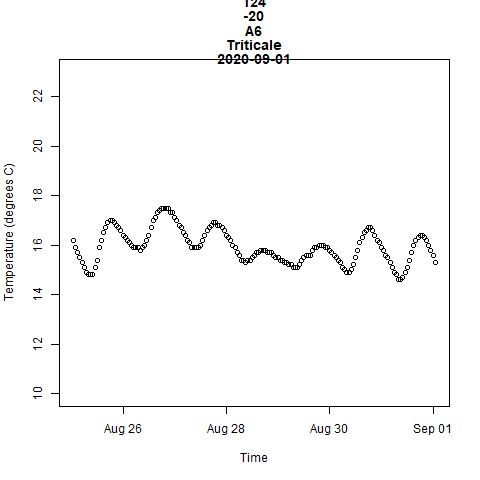 124
-20
A6
Triticale
2020-09-01
Temperature (degrees C)
22
20
18
16
14
12
10
Aug 26
Aug 28
Aug 30
Sep 01
Time